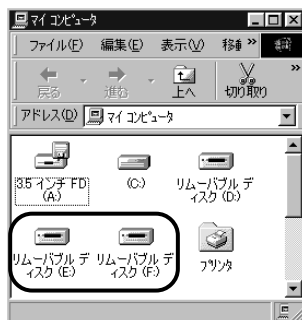 マイ コンピュータ
ファイル(F) 編集(E) 表示(V) 移動 »
戻る 進む 上へ 切り取り »
アドレス(D) マイ コンピュータ
3.5 インチ FD (A:)
(C:)
リムーバブル ディスク (D:)
リムーバブル ディスク (E:)
リムーバブル ディスク (F:)
プリンタ